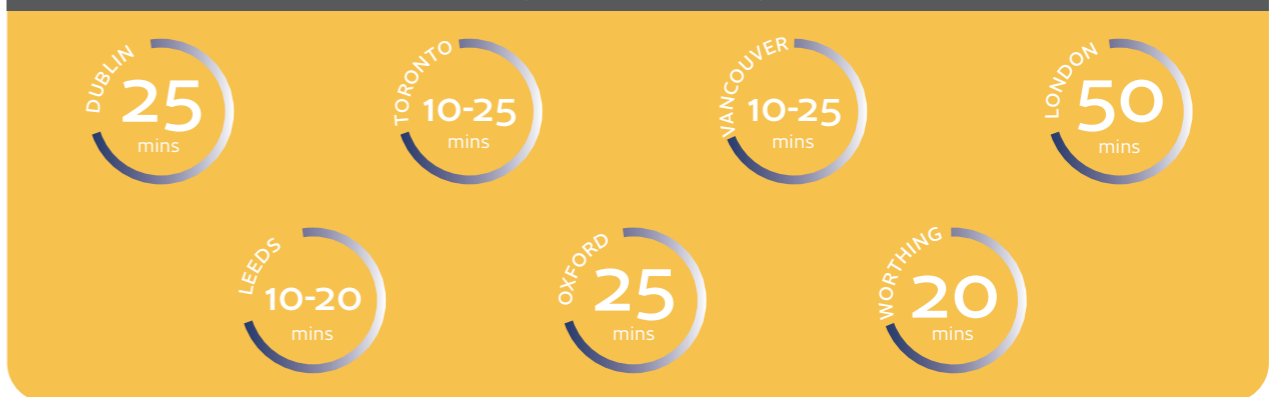 DUBLIN
25
mins
TORONTO
10-25
mins
VANCOUVER
10-25
mins
LONDON
50
mins
LEEDS
10-20
mins
OXFORD
25
mins
WORTHING
20
mins